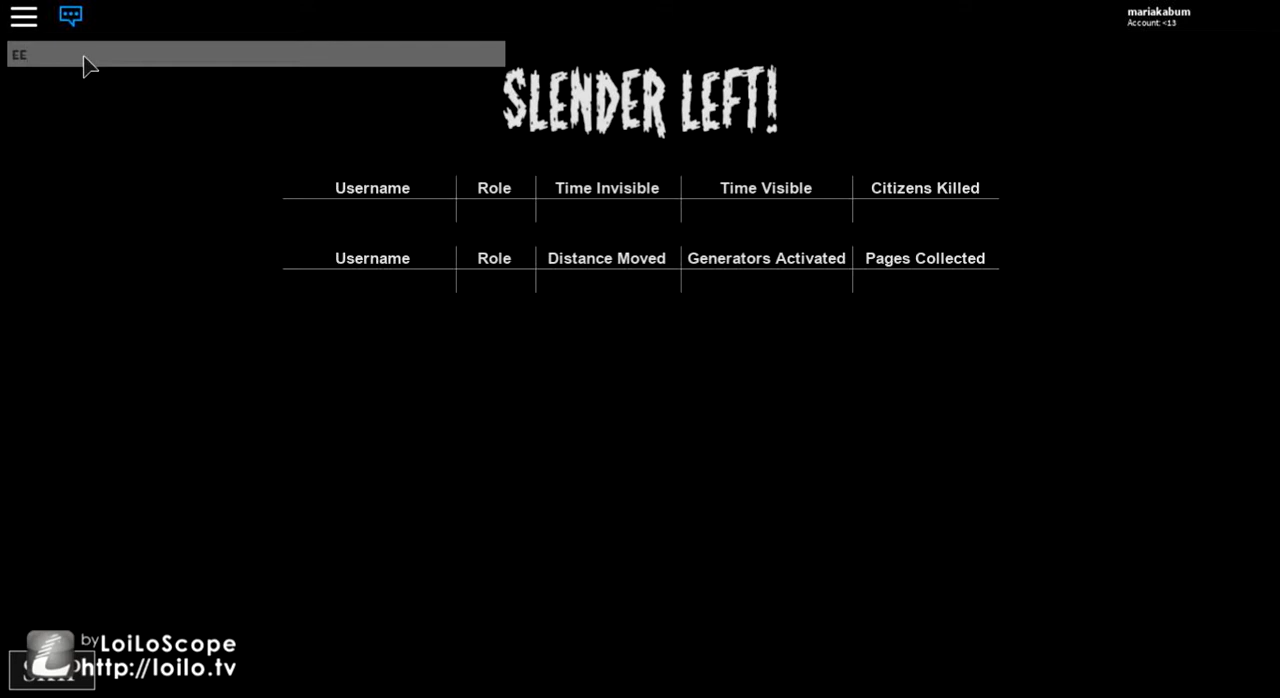 mariakabum
Account: <13
EE
SLENDER LEFT!
Username Role Time Invisible Time Visible Citizens Killed
Username Role Distance Moved Generators Activated Pages Collected
by LoiLoScope
http://loilo.tv